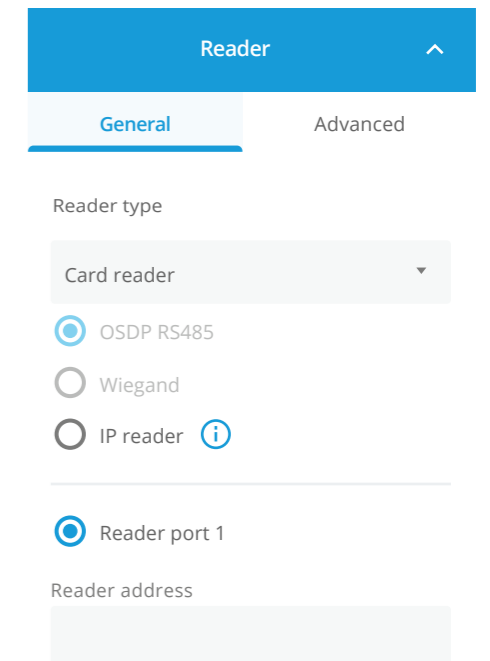 Reader
General Advanced
Reader type
Card reader
OSDP RS485
Wiegand
IP reader
Reader port 1
Reader address